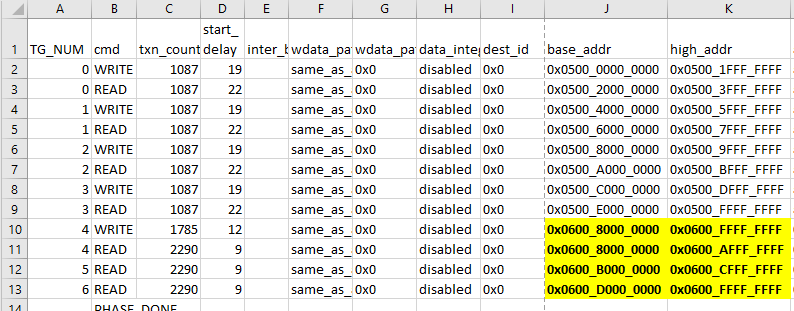 A B C D E F G H I J K
1 TG_NUM cmd txn_count start_delay inter_b wdata_pa wdata_pa data_integ dest_id base_addr high_addr
2 0 WRITE 1087 19 same_as_ 0x0 disabled 0x0 0x0500_0000_0000 0x0500_1FFF_FFFF
3 0 READ 1087 22 same_as_ 0x0 disabled 0x0 0x0500_2000_0000 0x0500_3FFF_FFFF
4 1 WRITE 1087 19 same_as_ 0x0 disabled 0x0 0x0500_4000_0000 0x0500_5FFF_FFFF
5 1 READ 1087 22 same_as_ 0x0 disabled 0x0 0x0500_6000_0000 0x0500_7FFF_FFFF
6 2 WRITE 1087 19 same_as_ 0x0 disabled 0x0 0x0500_8000_0000 0x0500_9FFF_FFFF
7 2 READ 1087 22 same_as_ 0x0 disabled 0x0 0x0500_A000_0000 0x0500_BFFF_FFFF
8 3 WRITE 1087 19 same_as_ 0x0 disabled 0x0 0x0500_C000_0000 0x0500_DFFF_FFFF
9 3 READ 1087 22 same_as_ 0x0 disabled 0x0 0x0500_E000_0000 0x0500_FFFF_FFFF
10 4 WRITE 1785 12 same_as_ 0x0 disabled 0x0 0x0600_8000_0000 0x0600_FFFF_FFFF
11 4 READ 2290 9 same_as_ 0x0 disabled 0x0 0x0600_8000_0000 0x0600_AFFF_FFFF
12 5 READ 2290 9 same_as_ 0x0 disabled 0x0 0x0600_B000_0000 0x0600_CFFF_FFFF
13 6 READ 2290 9 same_as_ 0x0 disabled 0x0 0x0600_D000_0000 0x0600_FFFF_FFFF
14 PHASE_DONE